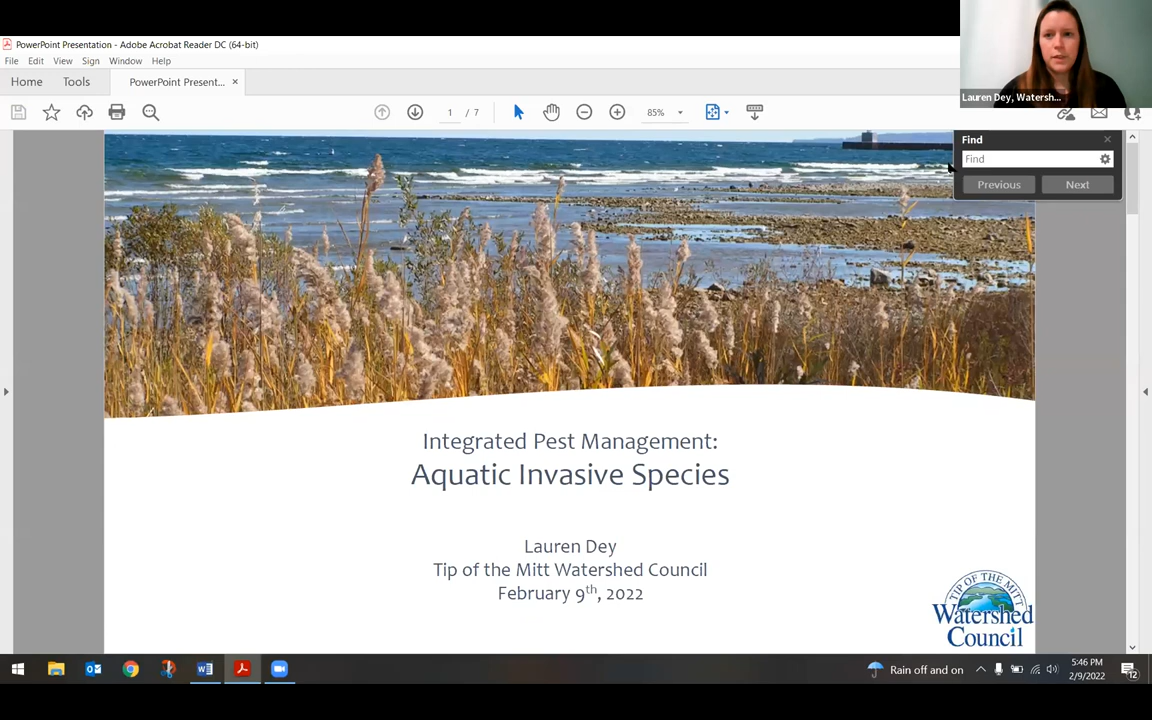 PowerPoint Presentation - Adobe Acrobat Reader DC (64-bit)
File Edit View Sign Window Help
Home Tools PowerPoint Present... ×
1 / 7 85%
Lauren Dey, Watersh...
Find
Find
Previous Next
Integrated Pest Management:
Aquatic Invasive Species
Lauren Dey
Tip of the Mitt Watershed Council
February 9th, 2022
TIP OF THE MITT
Watershed
Council
Rain off and on
5:46 PM
2/9/2022
12